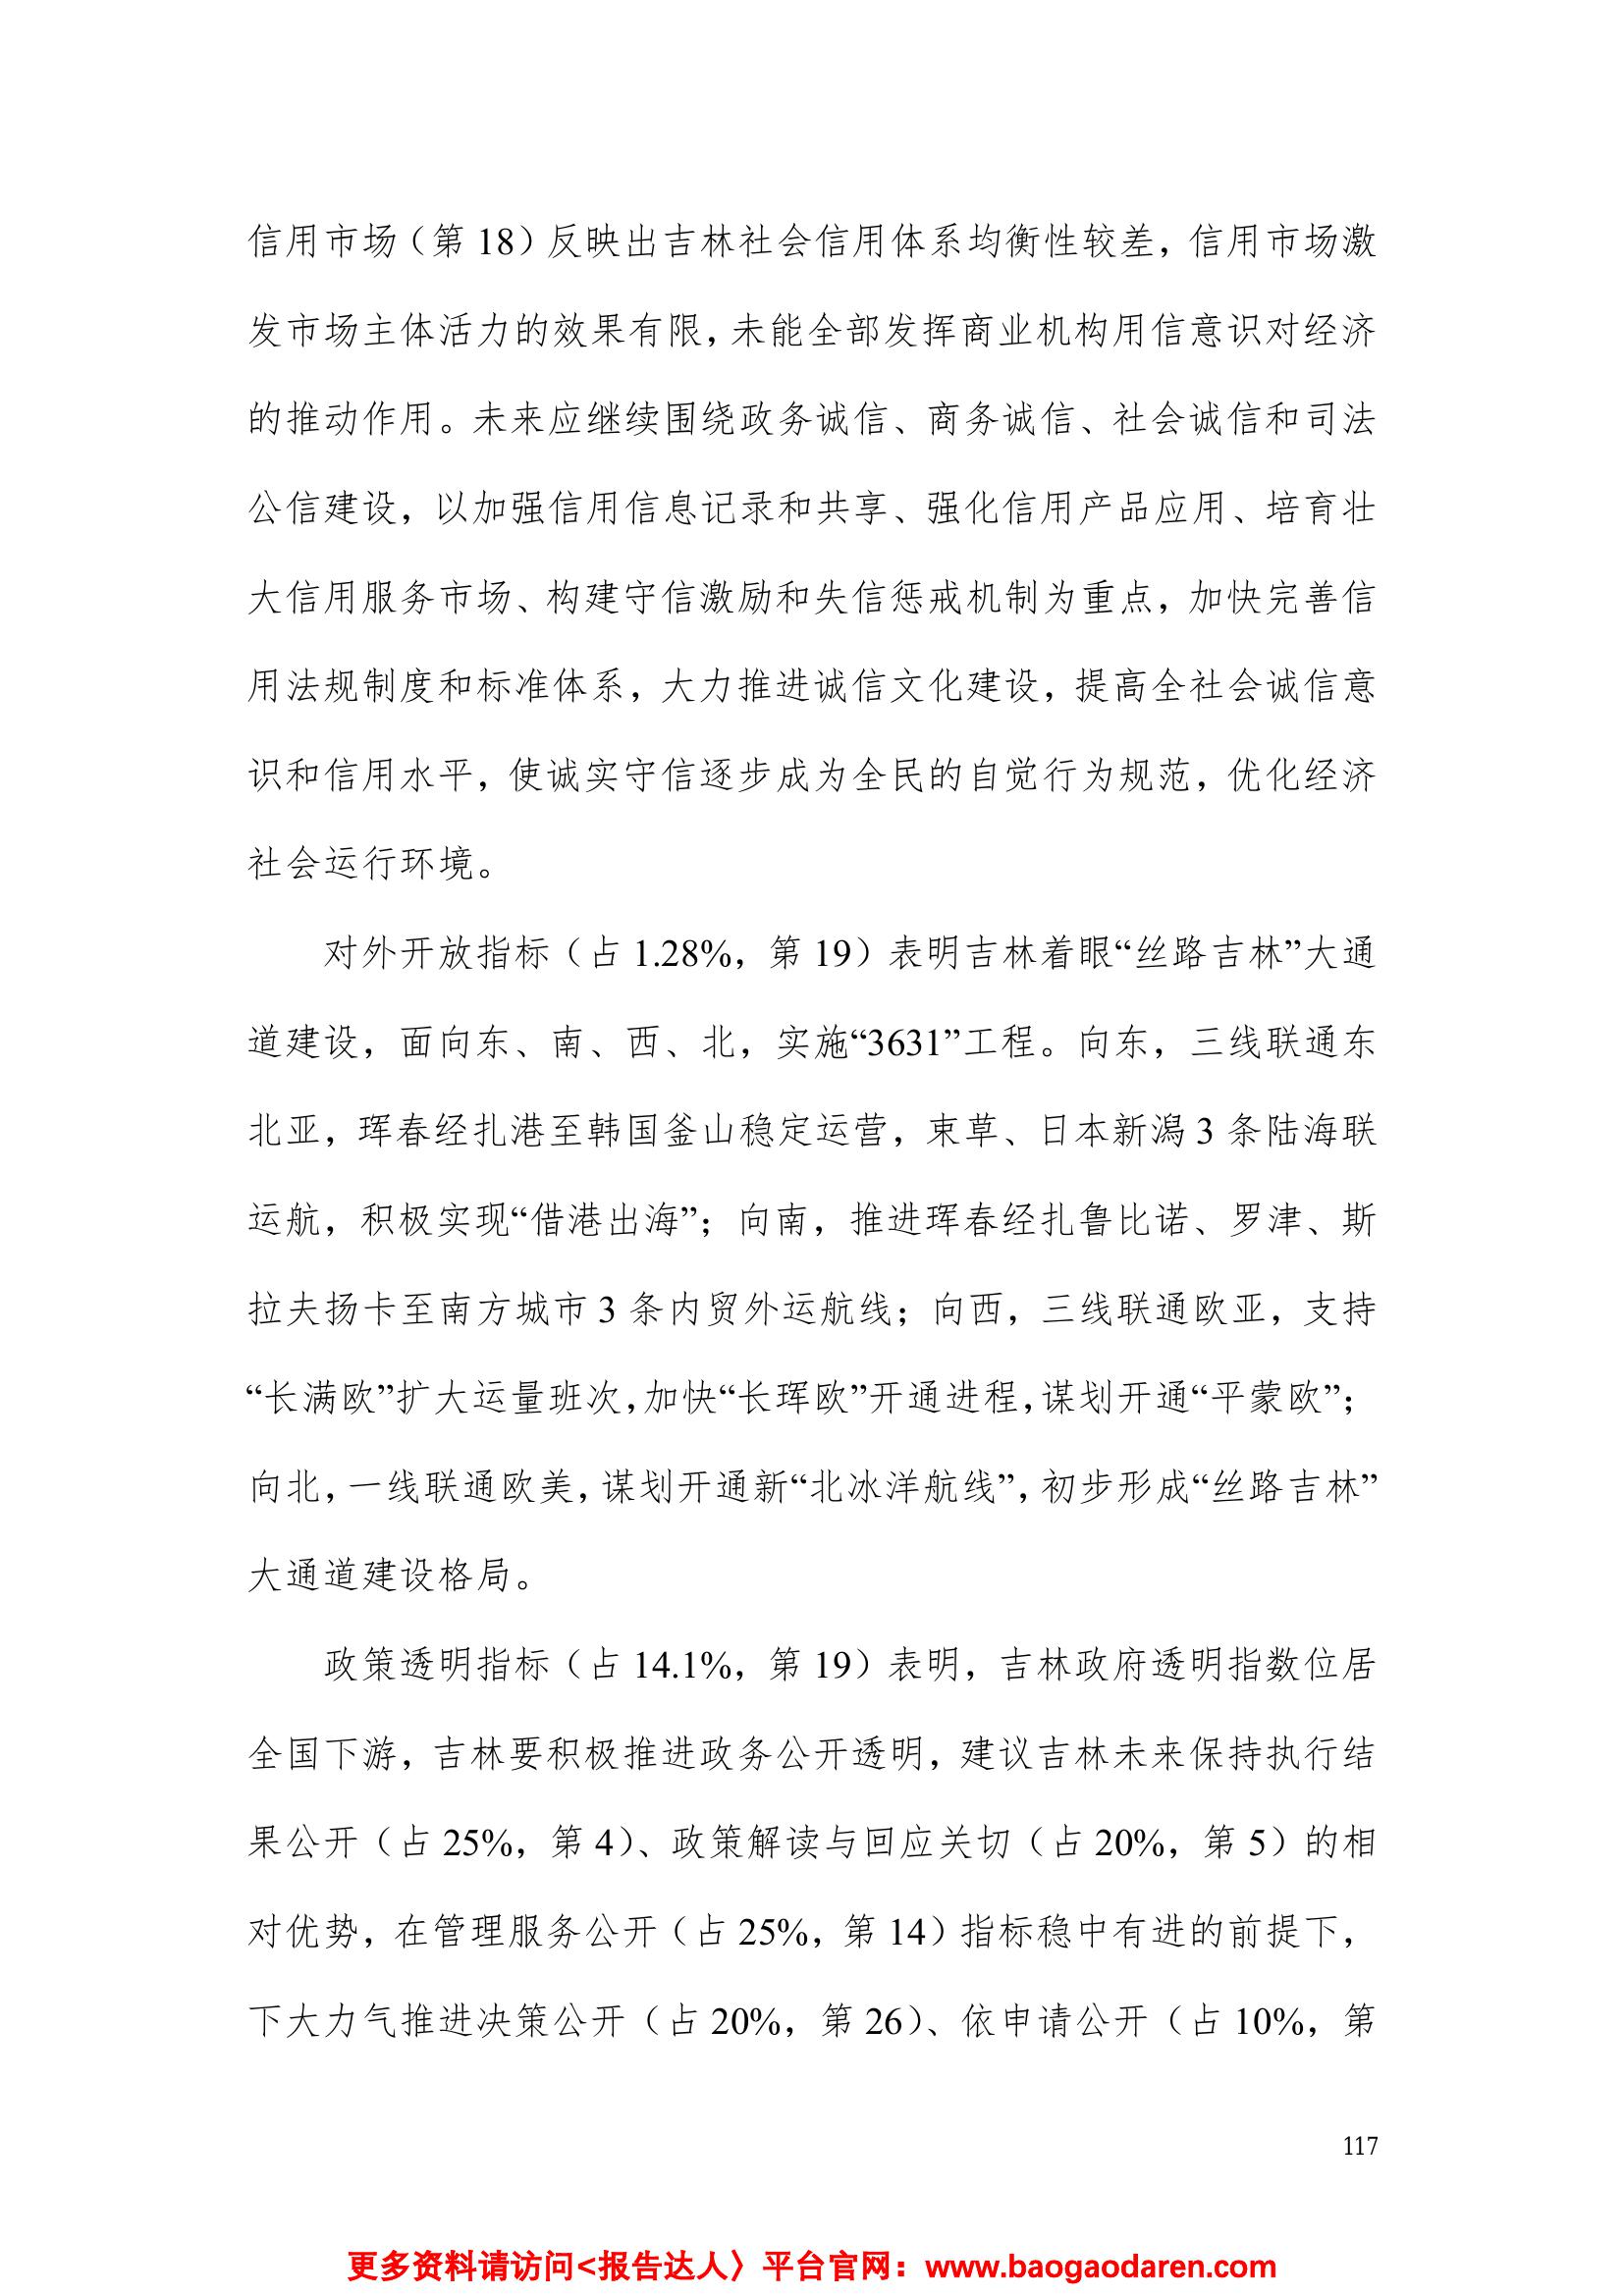 信用市场（第 18）反映出吉林社会信用体系均衡性较差，信用市场激
发市场主体活力的效果有限，未能全部发挥商业机构用信意识对经济
的推动作用。未来应继续围绕政务诚信、商务诚信、社会诚信和司法
公信建设，以加强信用信息记录和共享、强化信用产品应用、培育壮
大信用服务市场、构建守信激励和失信惩戒机制为重点，加快完善信
用法规制度和标准体系，大力推进诚信文化建设，提高全社会诚信意
识和信用水平，使诚实守信逐步成为全民的自觉行为规范，优化经济
社会运行环境。
对外开放指标（占 1.28%，第 19）表明吉林着眼“丝路吉林”大通
道建设，面向东、南、西、北，实施“3631”工程。向东，三线联通东
北亚，珲春经扎港至韩国釜山稳定运营，束草、日本新潟 3 条陆海联
运航，积极实现“借港出海”；向南，推进珲春经扎鲁比诺、罗津、斯
拉夫扬卡至南方城市 3 条内贸外运航线；向西，三线联通欧亚，支持
“长满欧”扩大运量班次，加快“长珲欧”开通进程，谋划开通“平蒙欧”；
向北，一线联通欧美，谋划开通新“北冰洋航线”，初步形成“丝路吉林”
大通道建设格局。
政策透明指标（占 14.1%，第 19）表明，吉林政府透明指数位居
全国下游，吉林要积极推进政务公开透明，建议吉林未来保持执行结
果公开（占 25%，第 4）、政策解读与回应关切（占 20%，第 5）的相
对优势，在管理服务公开（占 25%，第 14）指标稳中有进的前提下，
下大力气推进决策公开（占 20%，第 26）、依申请公开（占 10%，第
117
更多资料请访问<报告达人〉平台官网：www.baogaodaren.com